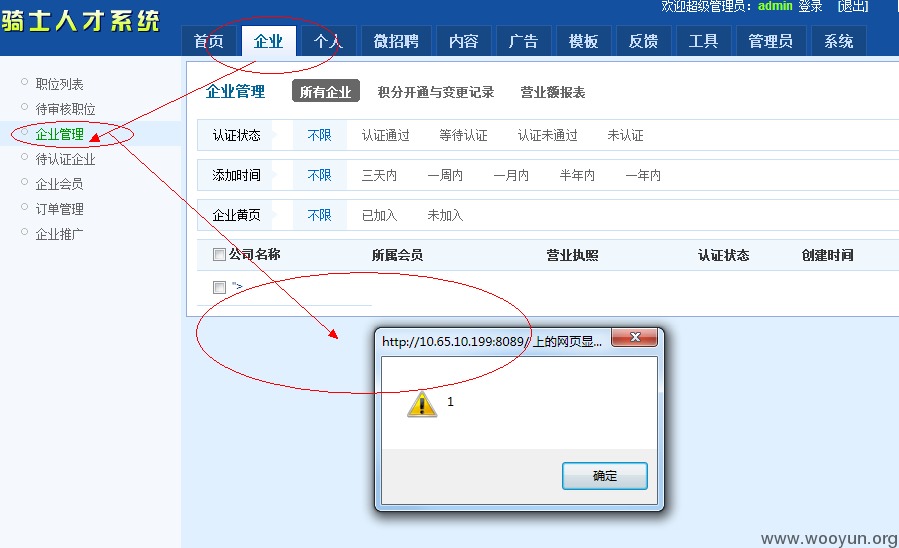 骑士人才系统
欢迎超级管理员：admin 登录 [退出]
首页 企业 个人 微招聘 内容 广告 模板 反馈 工具 管理员 系统
职位列表
待审核职位
企业管理
待认证企业
企业会员
订单管理
企业推广
企业管理 所有企业 积分开通与变更记录 营业额报表
认证状态 不限 认证通过 等待认证 认证未通过 未认证
添加时间 不限 三天内 一周内 一月内 半年内 一年内
企业黄页 不限 已加入 未加入
公司名称 所属会员 营业执照 认证状态 创建时间
">
http://10.65.10.199:8089/ 上的网页显...
1
确定
www.wooyun.org